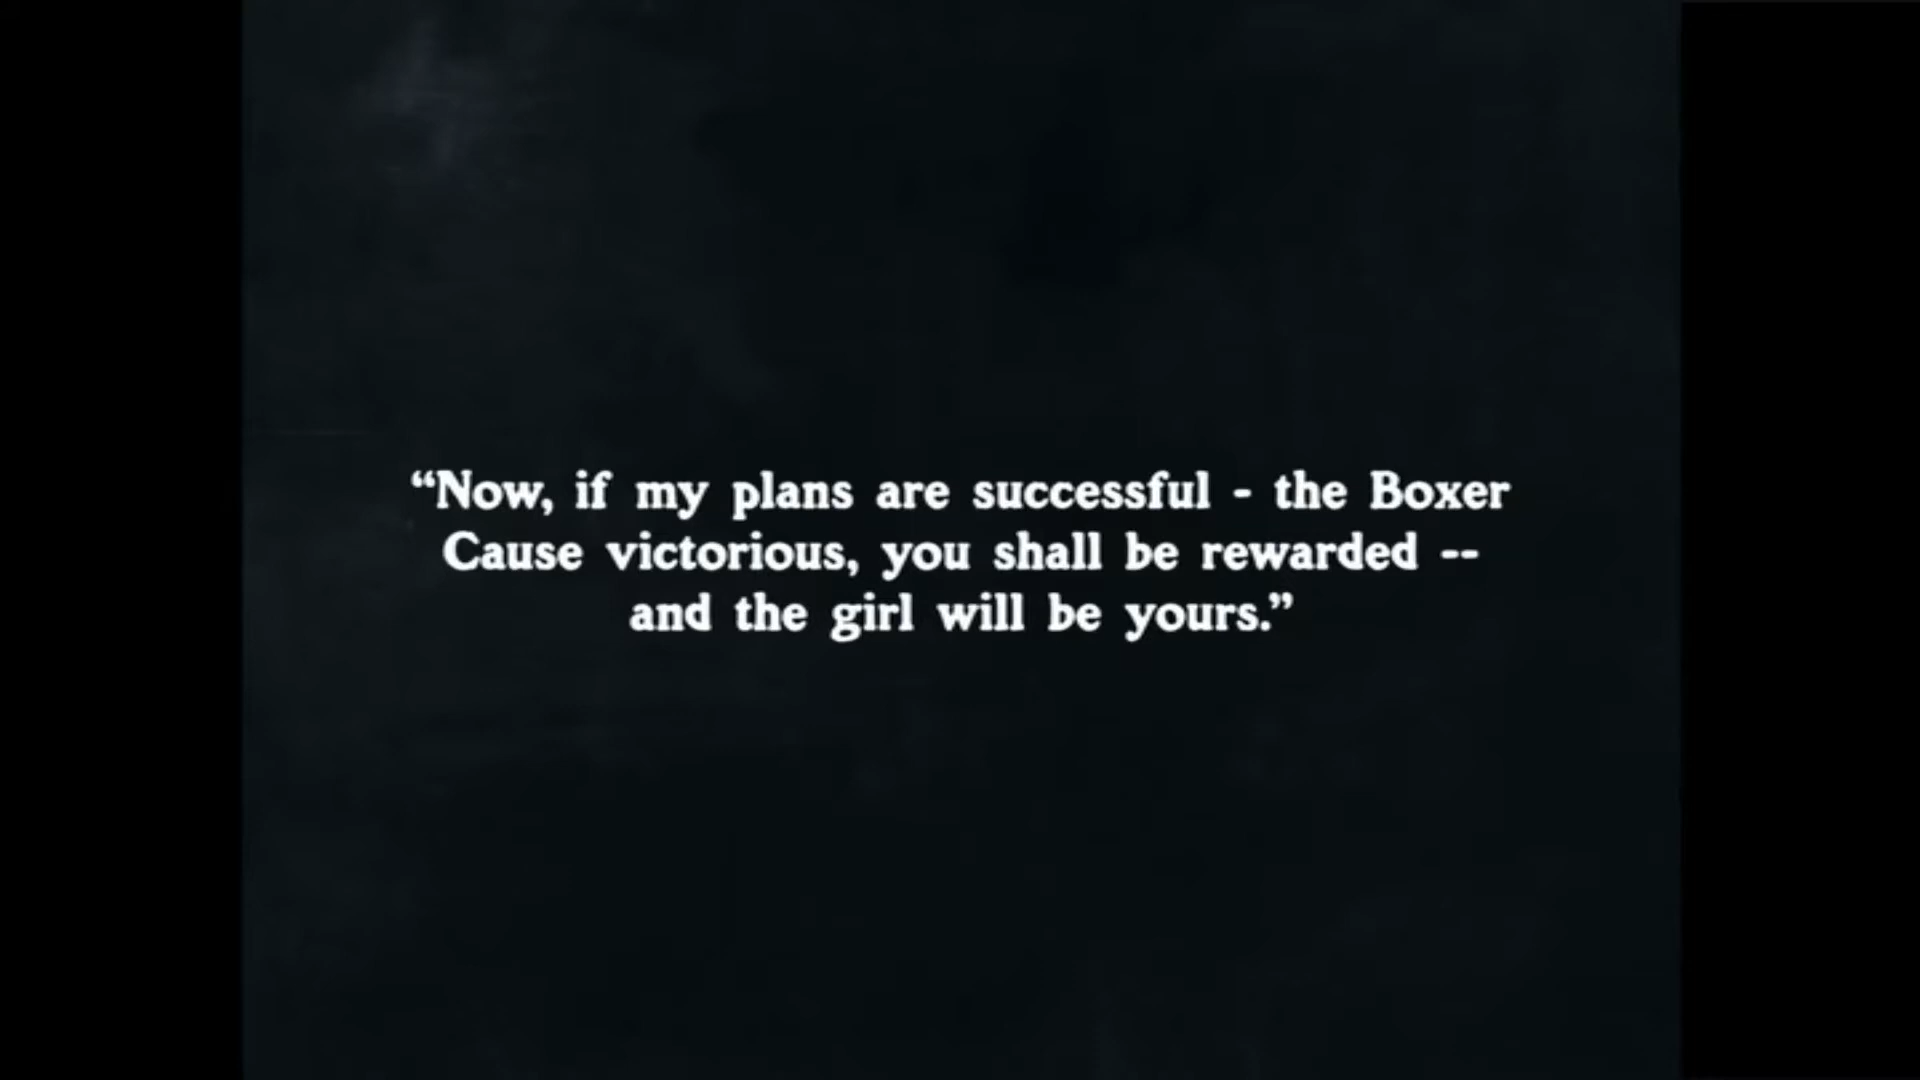 “Now, if my plans are successful - the Boxer
Cause victorious, you shall be rewarded --
and the girl will be yours.”